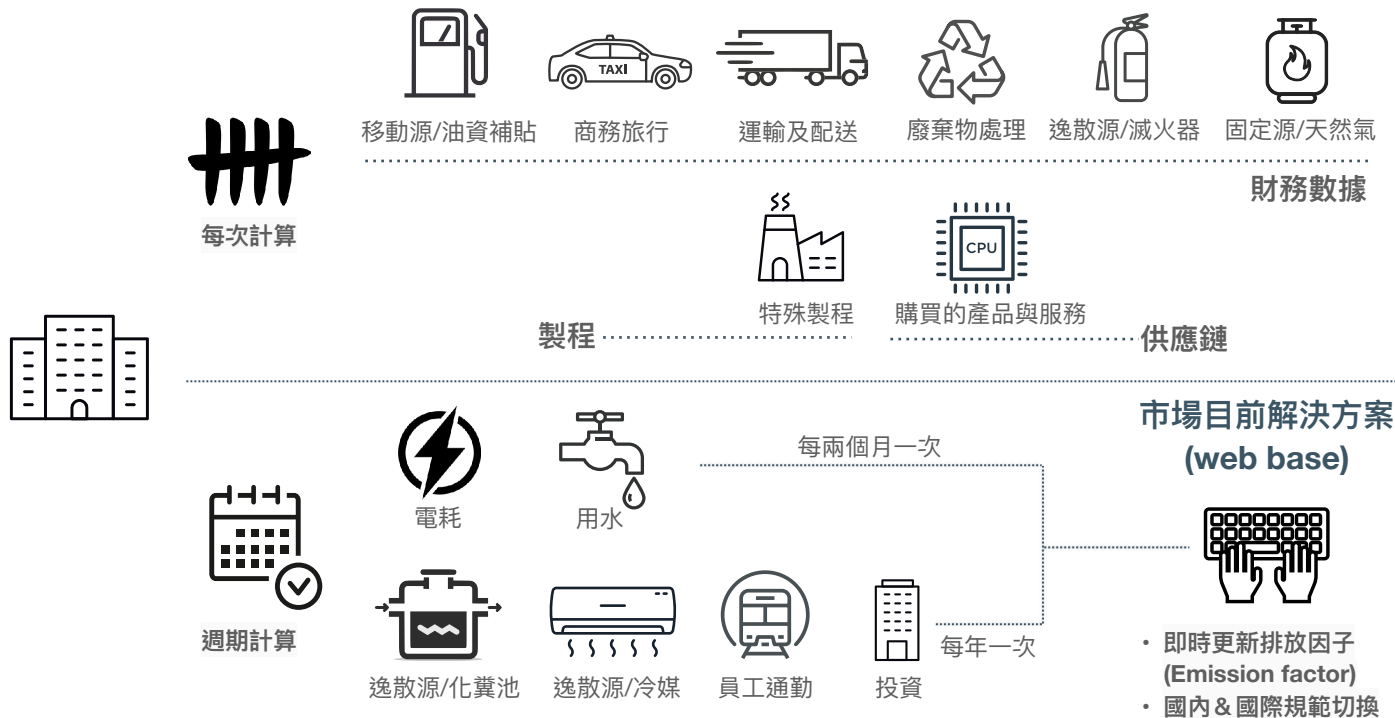 TAXI
移動源/油資補貼
商務旅行
運輸及配送
廢棄物處理
逸散源/滅火器
固定源/天然氣
財務數據
每次計算
CPU
特殊製程
購買的產品與服務
製程
供應鏈
市場目前解決方案
(web base)
每兩個月一次
電耗
用水
週期計算
每年一次
逸散源/化糞池
逸散源/冷媒
員工通勤
投資
• 即時更新排放因子
(Emission factor)
• 國內＆國際規範切換